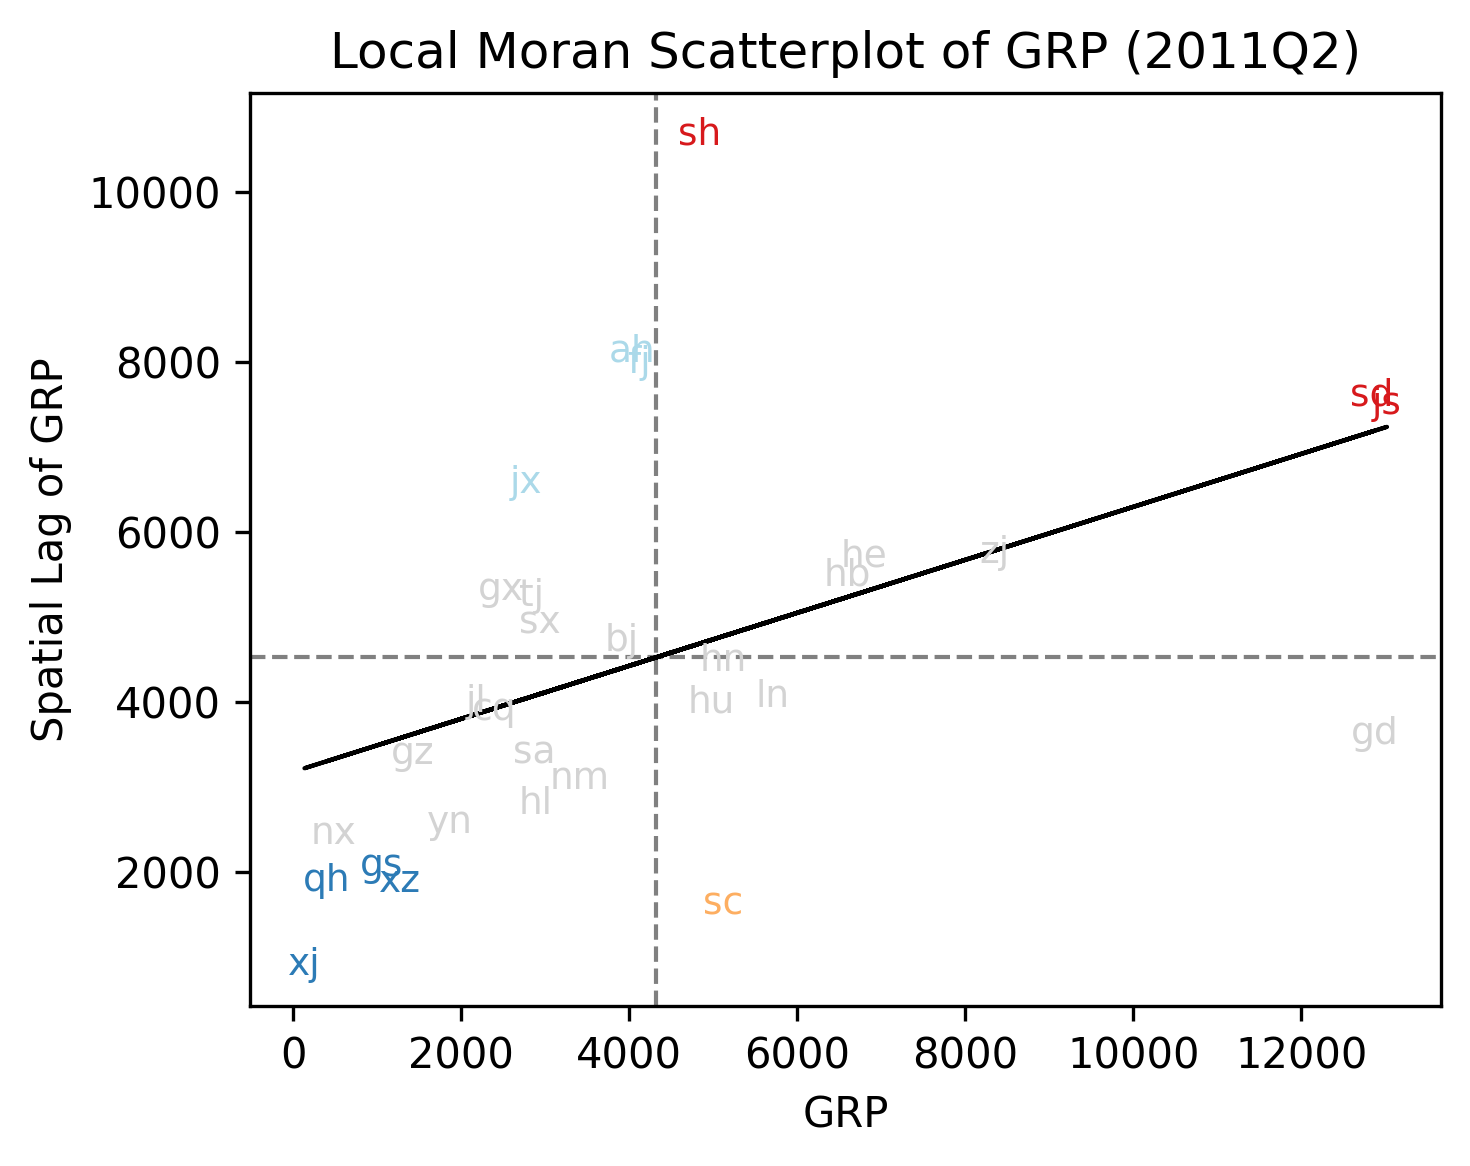 Local Moran Scatterplot of GRP (2011Q2)
Spatial Lag of GRP
10000
8000
6000
4000
2000
sh
ah
fj
sd
js
jx
he
zj
hb
gx
tj
sx
bj
hn
jl
cq
hu
ln
gz
sa
gd
nm
hl
nx
yn
gs
qh
xz
sc
xj
0
2000
4000
6000
8000
10000
12000
GRP